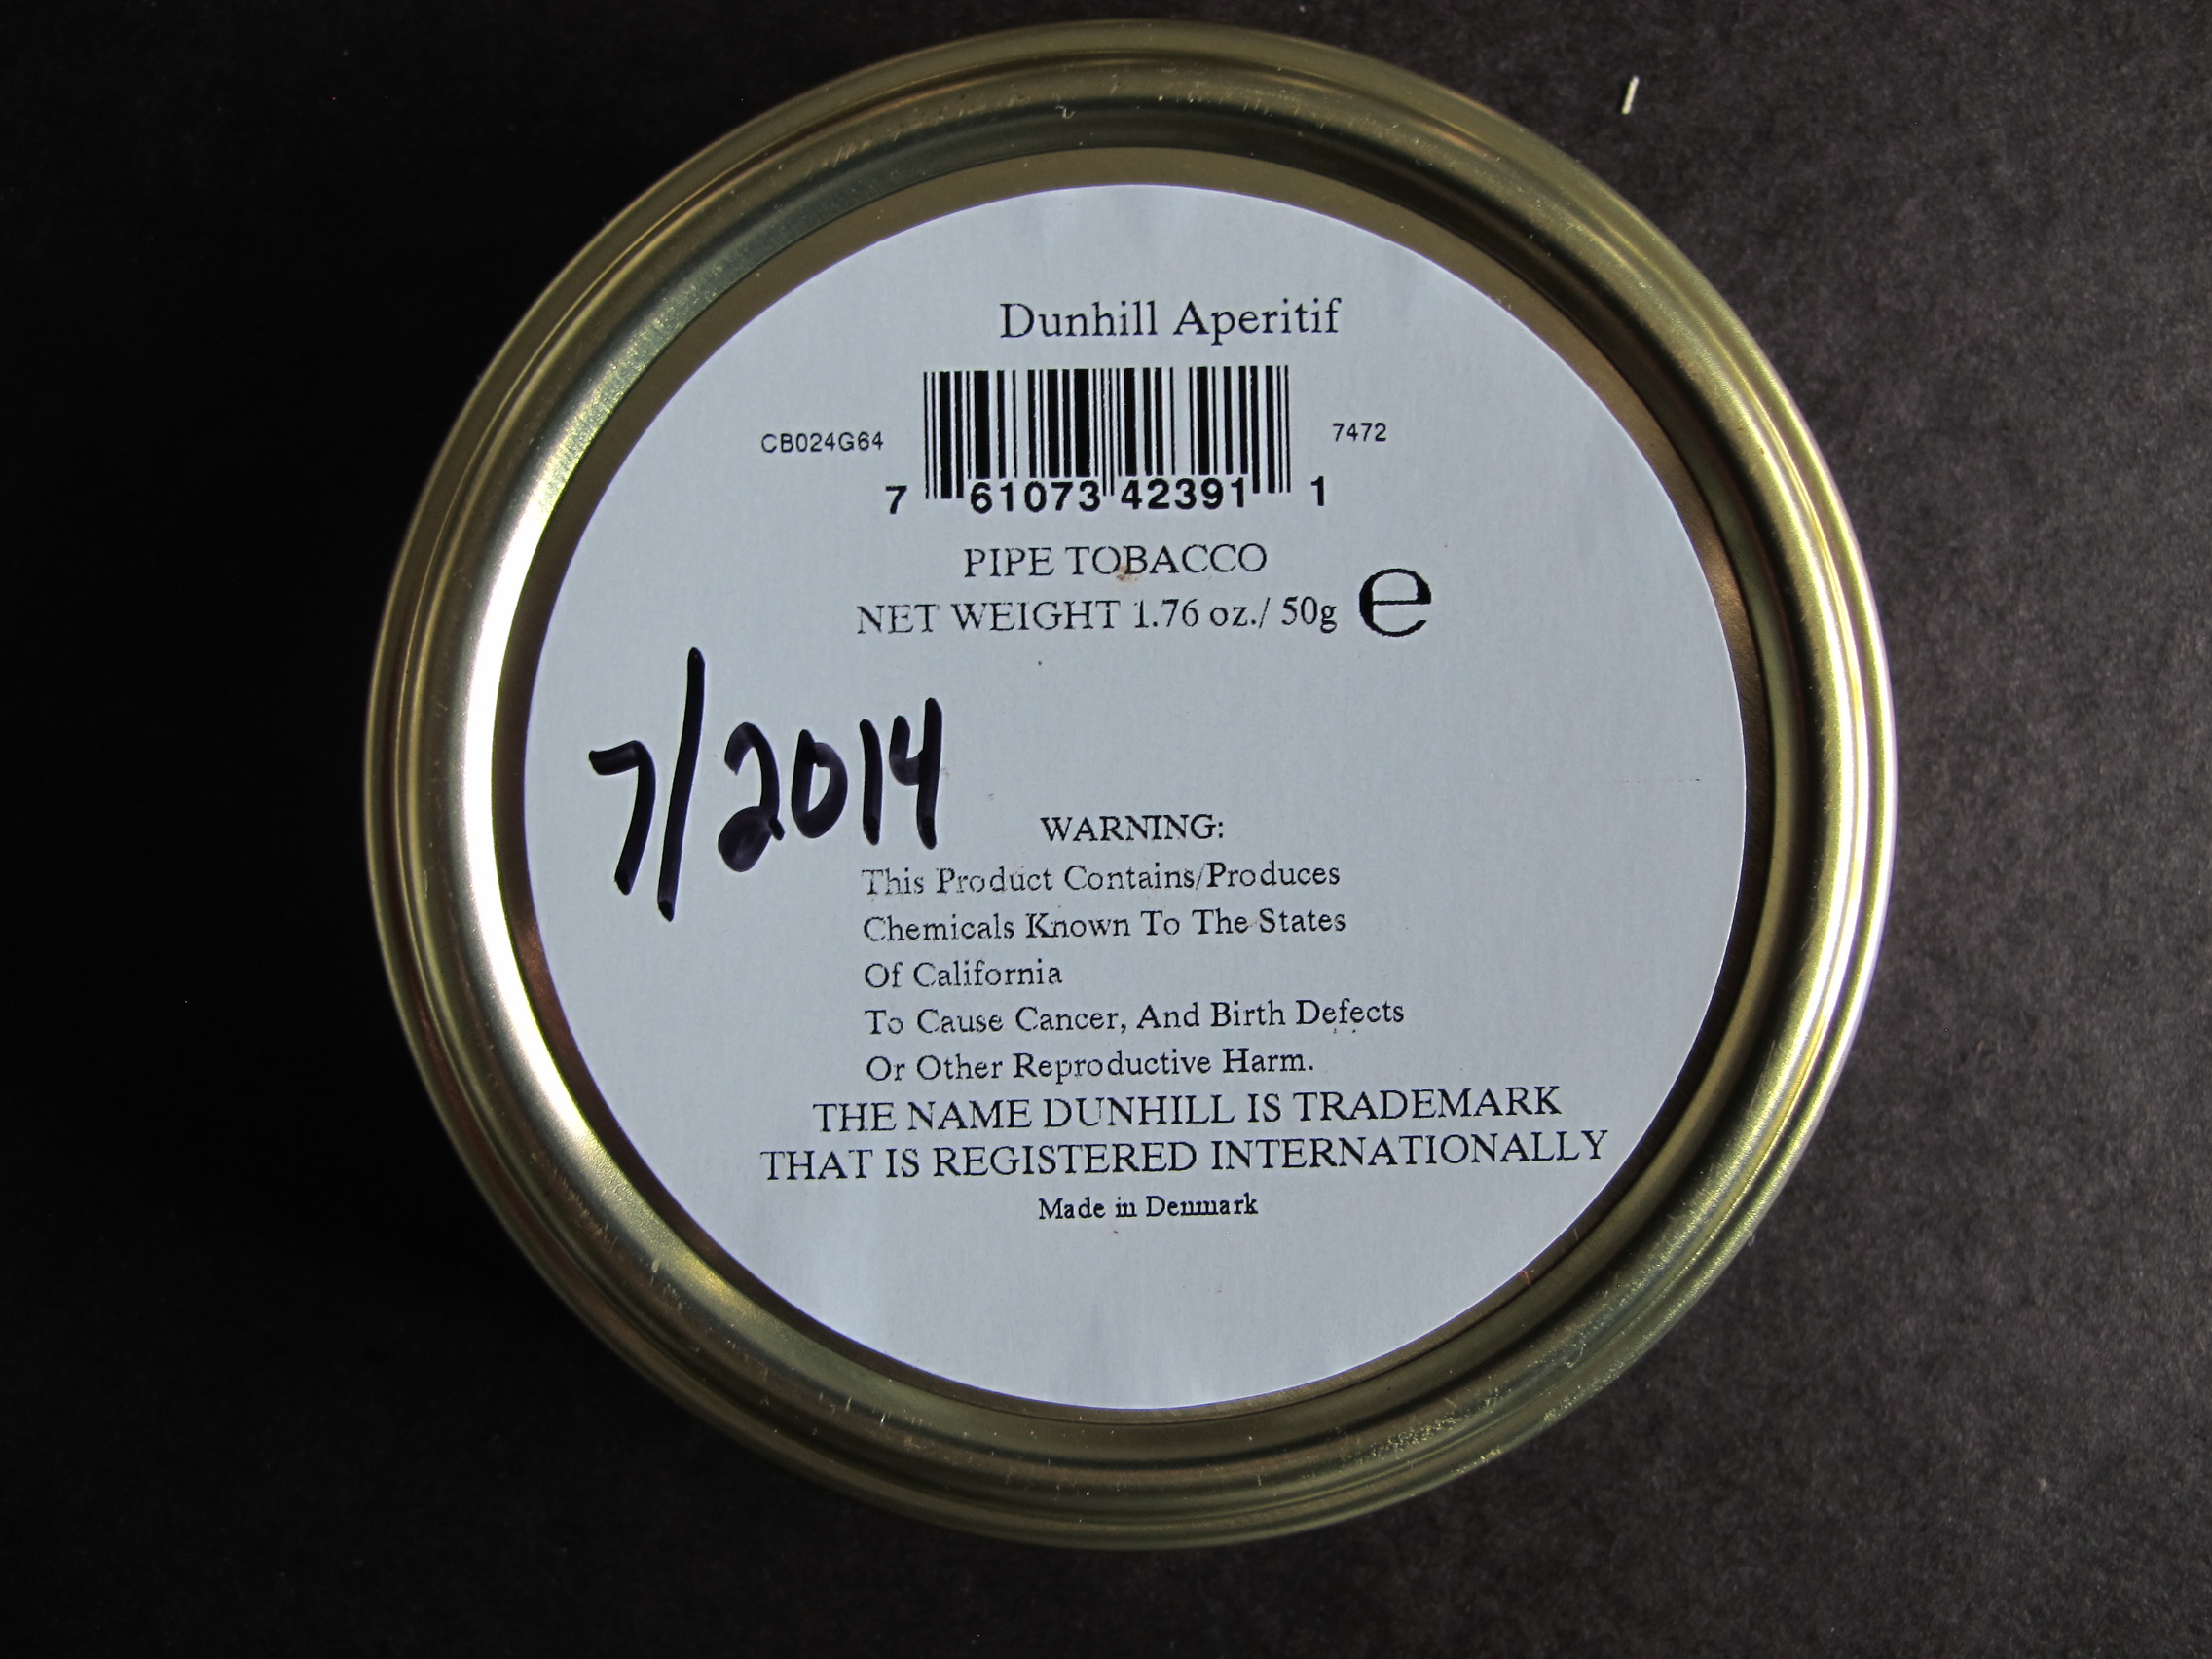 Dunhill Aperitif
CB024G64 7472
7 61073 42391 1
PIPE TOBACCO
NET WEIGHT 1.76 oz./ 50g e
7/2014
WARNING:
This Product Contains/Produces
Chemicals Known To The States
Of California
To Cause Cancer, And Birth Defects
Or Other Reproductive Harm.
THE NAME DUNHILL IS TRADEMARK
THAT IS REGISTERED INTERNATIONALLY
Made in Denmark